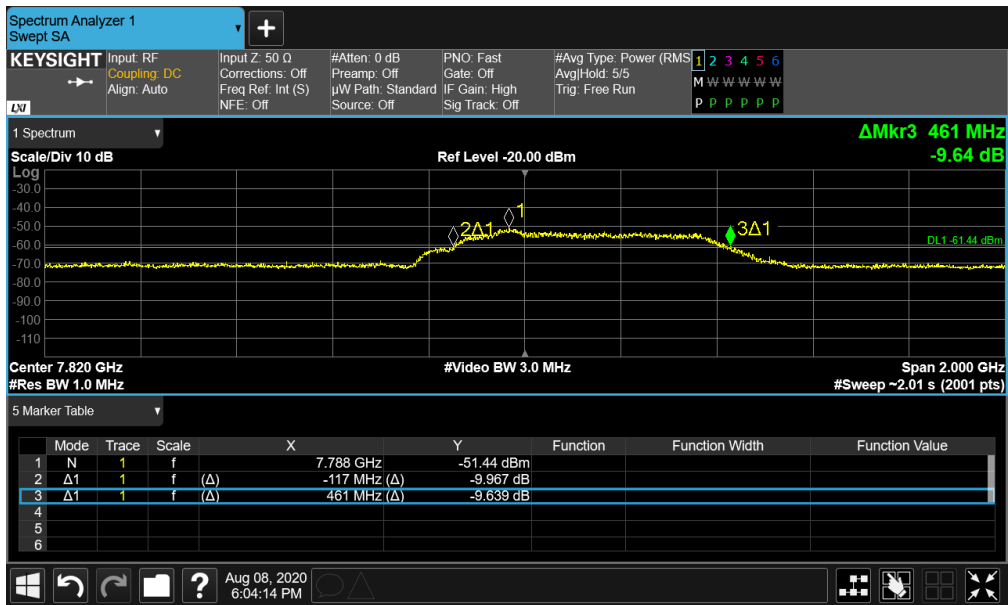 Spectrum Analyzer 1
Swept SA
+
KEYSIGHT
LXI
Input: RF
Coupling: DC
Align: Auto
Input Z: 50 Ω
Corrections: Off
Freq Ref: Int (S)
NFE: Off
#Atten: 0 dB
Preamp: Off
µW Path: Standard
Source: Off
PNO: Fast
Gate: Off
IF Gain: High
Sig Track: Off
#Avg Type: Power (RMS
Avg|Hold: 5/5
Trig: Free Run
1 2 3 4 5 6
M W W W W W
P P P P P P
1 Spectrum
ΔMkr3 461 MHz
-9.64 dB
Scale/Div 10 dB
Ref Level -20.00 dBm
Log
-30.0
-40.0
-50.0
-60.0
-70.0
-80.0
-90.0
-100
-110
1
2Δ1
3Δ1
DL1 -61.44 dBm
Center 7.820 GHz
#Video BW 3.0 MHz
Span 2.000 GHz
#Res BW 1.0 MHz
#Sweep ~2.01 s (2001 pts)
5 Marker Table
Mode Trace Scale X Y Function Function Width Function Value
1 N 1 f 7.788 GHz -51.44 dBm
2 Δ1 1 f (Δ) -117 MHz (Δ) -9.967 dB
3 Δ1 1 f (Δ) 461 MHz (Δ) -9.639 dB
4
5
6
?
Aug 08, 2020
6:04:14 PM